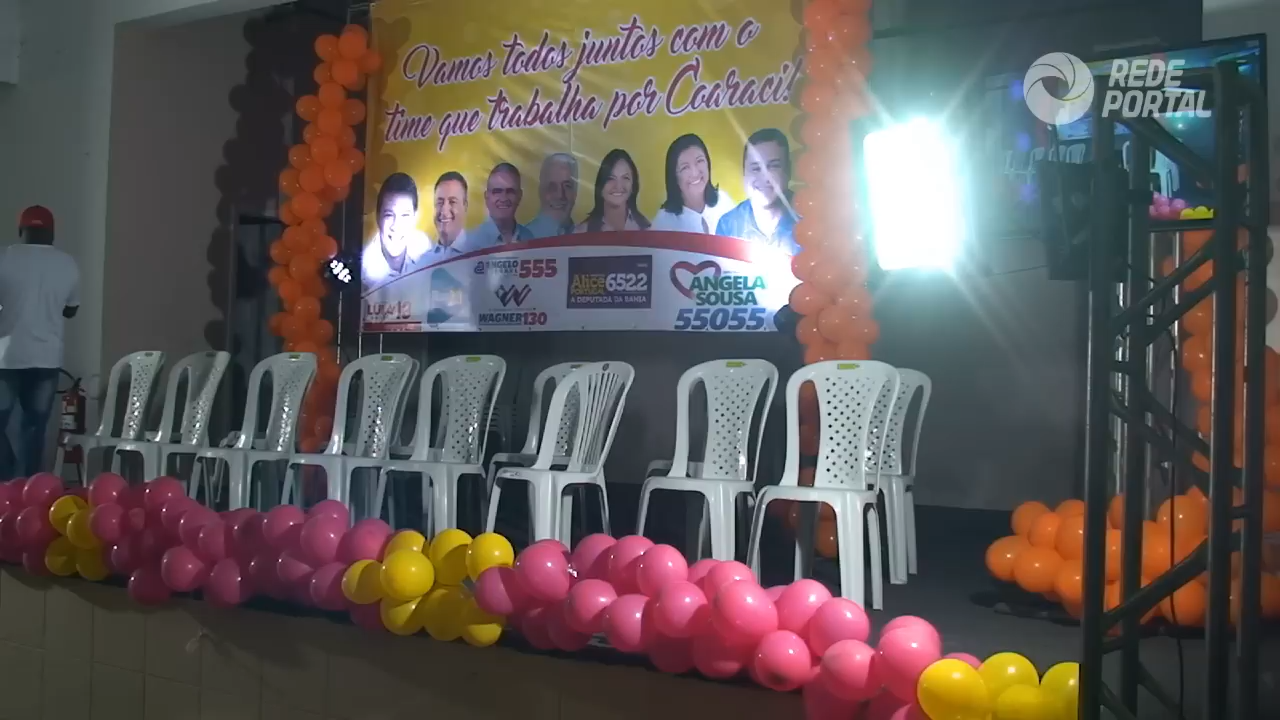 REDE
PORTAL
Vamos todos juntos com o
time que trabalha por Coaraci!
ANGELO
555
Alice
6522
A DEPUTADA DA BAHIA
WAGNER130
ANGELA
SOUSA
55055